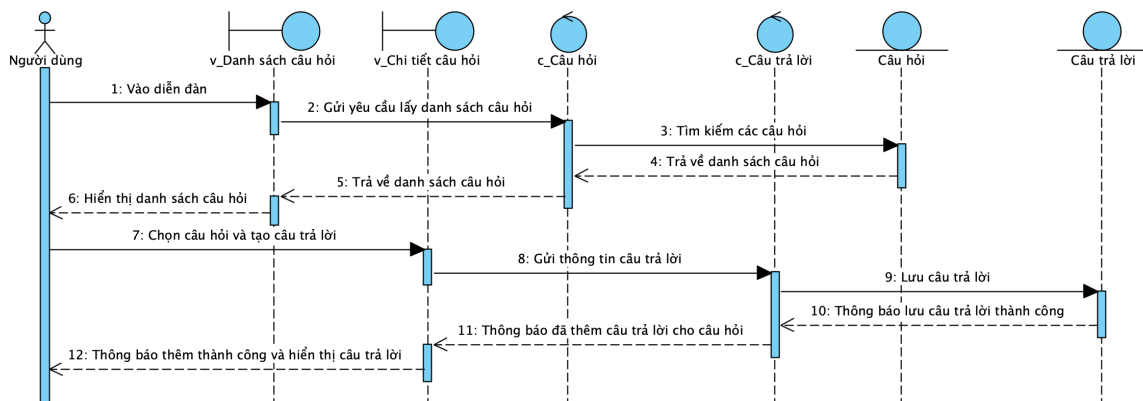 Người dùng
v_Danh sách câu hỏi
v_Chi tiết câu hỏi
c_Câu hỏi
c_Câu trả lời
Câu hỏi
Câu trả lời
1: Vào diễn đàn
2: Gửi yêu cầu lấy danh sách câu hỏi
3: Tìm kiếm các câu hỏi
4: Trả về danh sách câu hỏi
5: Trả về danh sách câu hỏi
6: Hiển thị danh sách câu hỏi
7: Chọn câu hỏi và tạo câu trả lời
8: Gửi thông tin câu trả lời
9: Lưu câu trả lời
10: Thông báo lưu câu trả lời thành công
11: Thông báo đã thêm câu trả lời cho câu hỏi
12: Thông báo thêm thành công và hiển thị câu trả lời